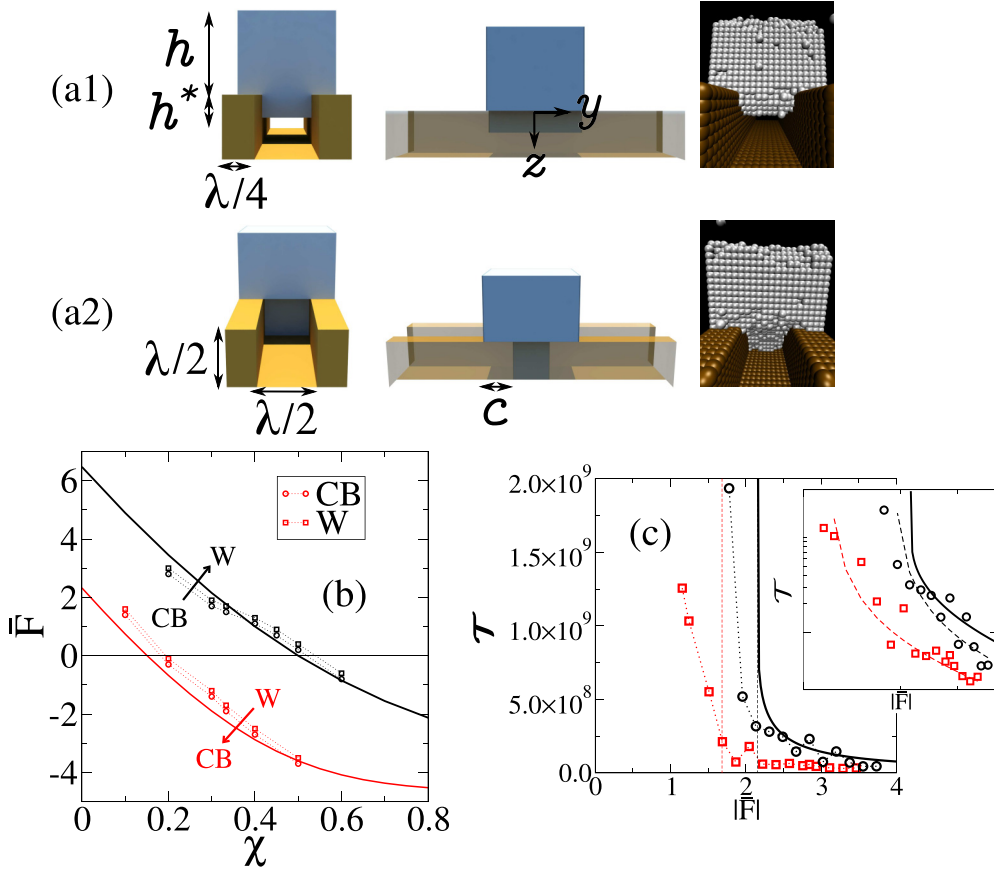 (a1)
h
h*
λ/4
y
z
(a2)
λ/2
λ/2
c
(b)
F̄
6
4
2
0
-2
-4
0
0.2
0.4
0.6
0.8
χ
CB
W
W
CB
W
CB
(c)
𝒯
2.0×10⁹
1.5×10⁹
1.0×10⁹
5.0×10⁸
0.0
0
1
2
3
4
|F̿|
𝒯
|F̿|